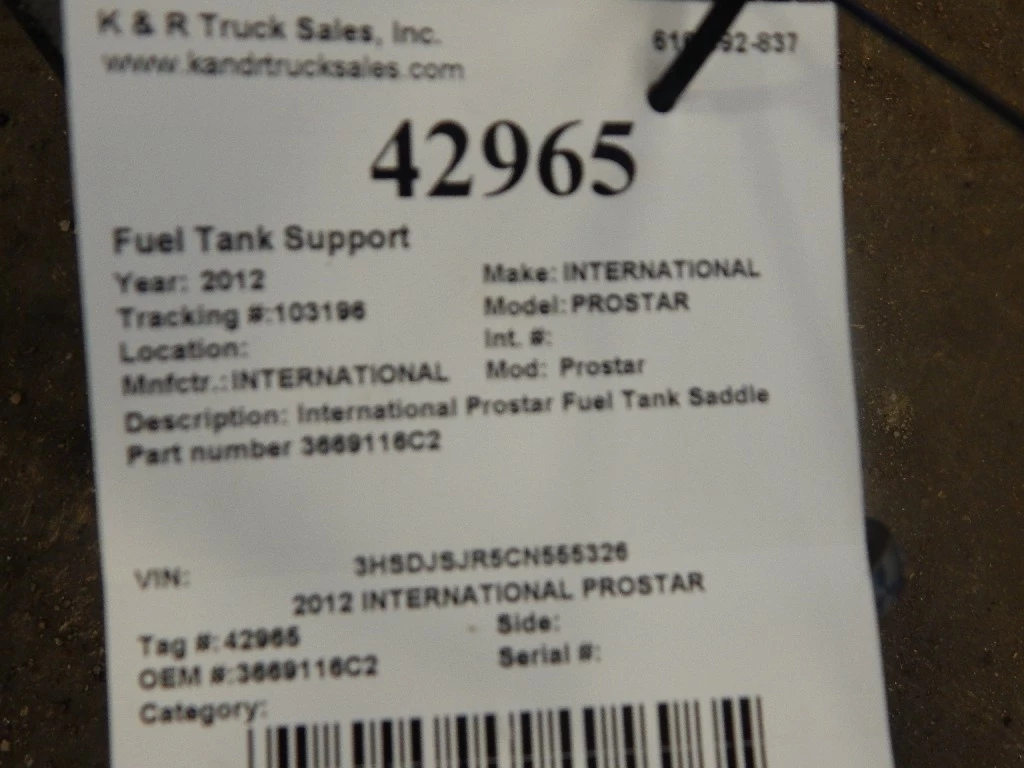 K & R Truck Sales, Inc.
www.kandrtrucksales.com
42965
Fuel Tank Support
Year: 2012 Make: INTERNATIONAL
Tracking #:103196 Model: PROSTAR
Location: Int. #:
Mnfctr.: INTERNATIONAL Mod: Prostar
Description: International Prostar Fuel Tank Saddle
Part number 3669116C2
VIN: 3HSDJSJR5CN555326
2012 INTERNATIONAL PROSTAR
Tag #: 42965 Side:
OEM #:3669116C2 Serial #:
Category: